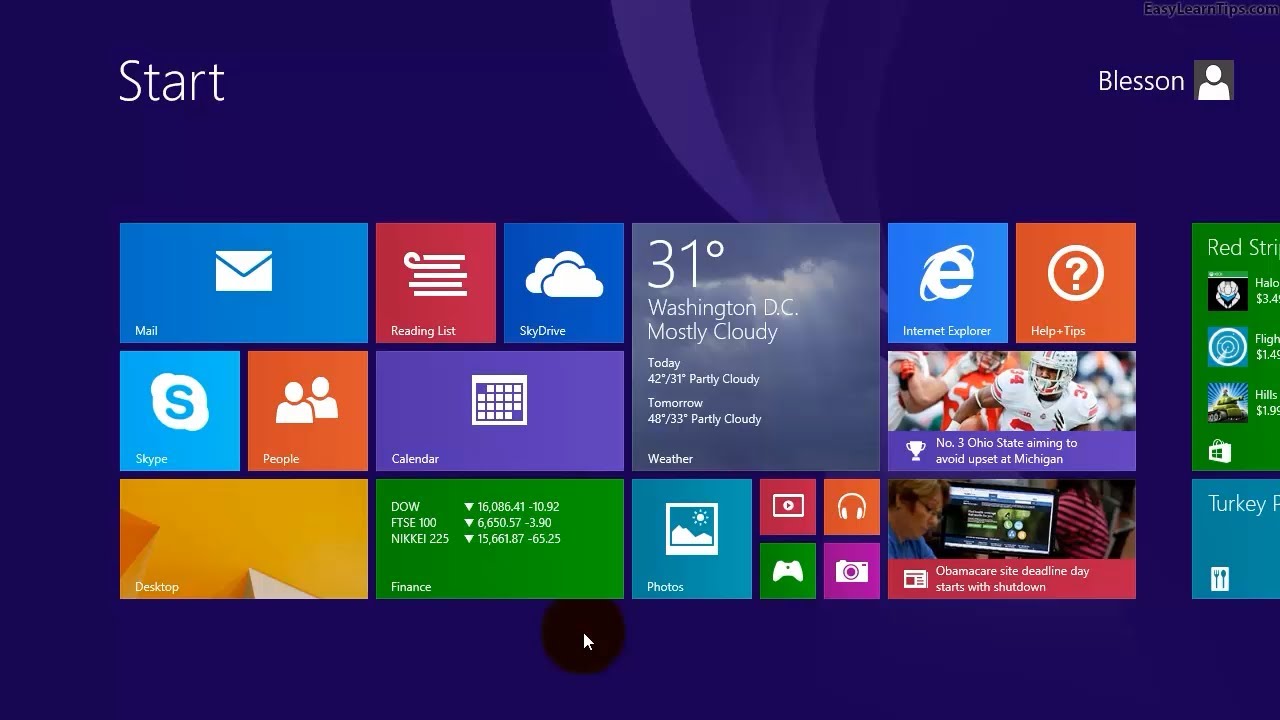 EasyLearnTips.com
Start
Blesson
Mail
Reading List
SkyDrive
31°
Washington D.C.
Mostly Cloudy
Today
42°/31° Partly Cloudy
Tomorrow
48°/33° Partly Cloudy
Weather
Internet Explorer
Help+Tips
Skype
People
Calendar
No. 3 Ohio State aiming to
avoid upset at Michigan
Desktop
DOW ▼ 16,086.41 -10.92
FTSE 100 ▼ 6,650.57 -3.90
NIKKEI 225 ▼ 15,661.87 -65.25
Finance
Photos
Obamacare site deadline day
starts with shutdown
Red Stri
Halo
$3.4
Fligh
$1.49
Hills
$1.99
Turkey